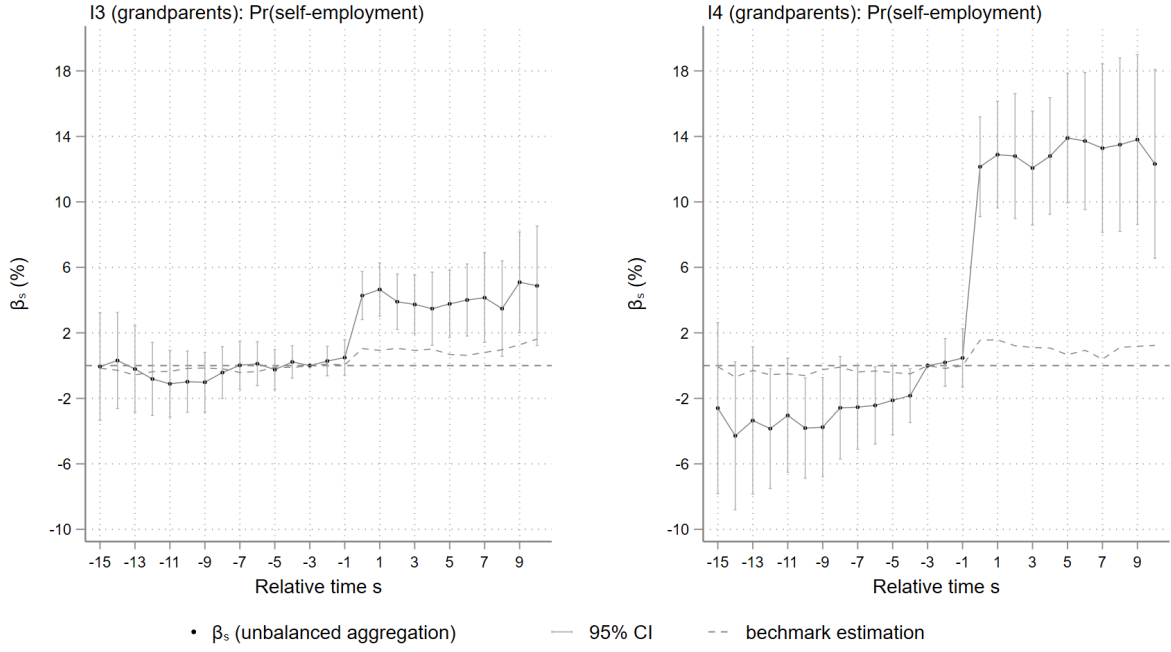 I3 (grandparents): Pr(self-employment)
18
14
10
6
2
-2
-6
-10
βₛ (%)
-15 -13 -11 -9 -7 -5 -3 -1 1 3 5 7 9
Relative time s
I4 (grandparents): Pr(self-employment)
18
14
10
6
2
-2
-6
-10
βₛ (%)
-15 -13 -11 -9 -7 -5 -3 -1 1 3 5 7 9
Relative time s
βₛ (unbalanced aggregation) 95% CI bechmark estimation